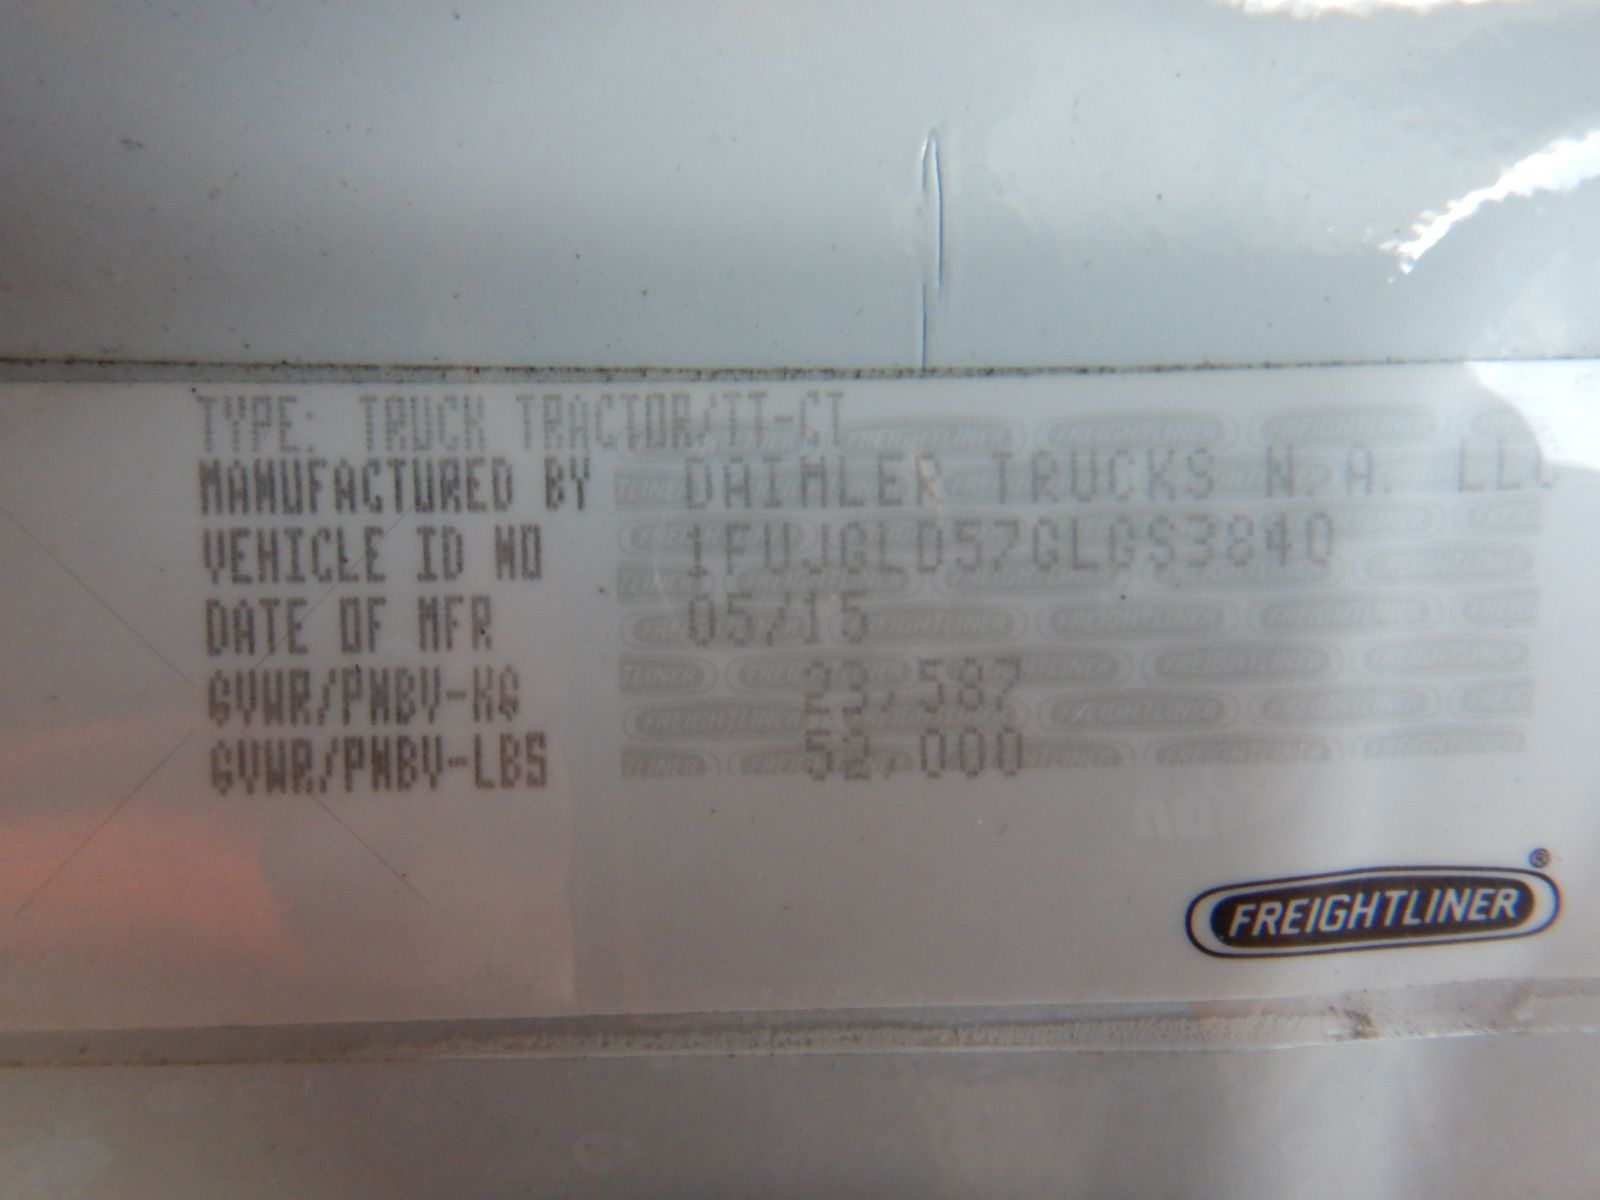 TYPE: TRUCK TRACTOR/TT-CT
MANUFACTURED BY DAIMLER TRUCKS N.A. LLC
VEHICLE ID NO 1FUJGLD57GLGS3840
DATE OF MFR 05/15
GVWR/PNBV-KG 23,587
GVWR/PNBV-LBS 52,000
FREIGHTLINER®